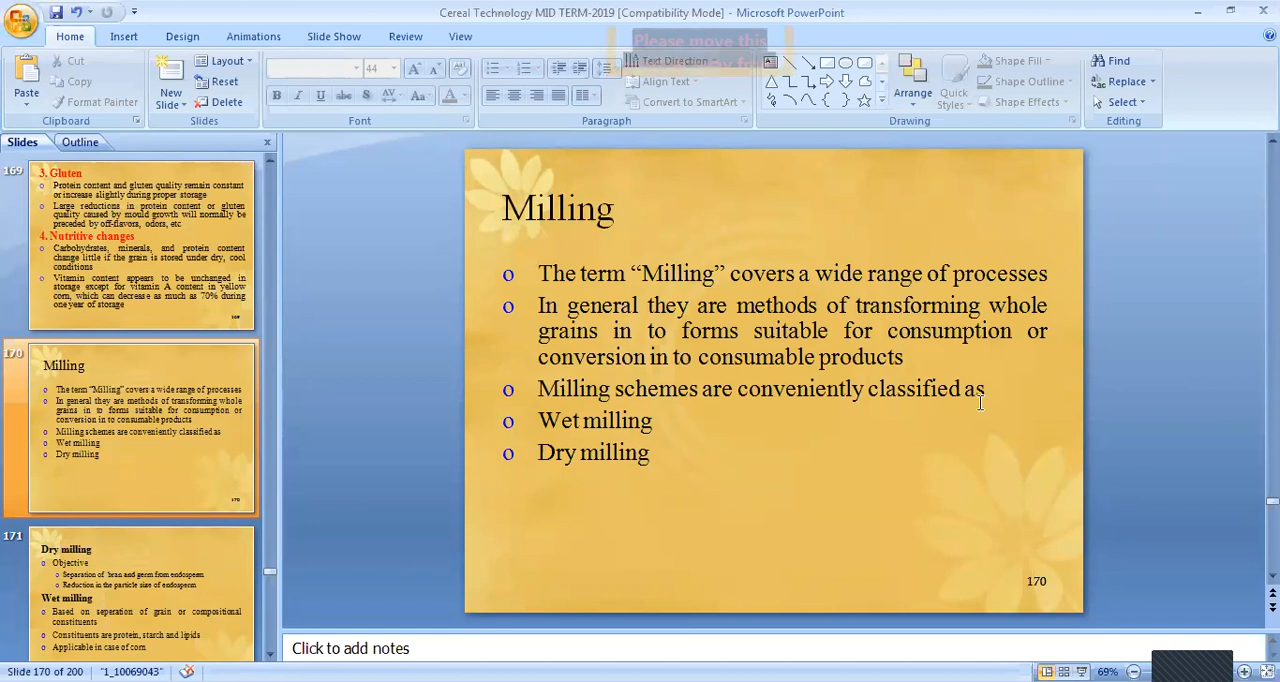 Cereal Technology MID TERM-2019 [Compatibility Mode] - Microsoft PowerPoint
Home Insert Design Animations Slide Show Review View
Please move this
Paste
Cut
Copy
Format Painter
Clipboard
New
Slide
Layout
Reset
Delete
Slides
44
B I U abc S AV Aa A
Font
Text Direction
Align Text
Convert to SmartArt
Paragraph
Arrange
Quick
Styles
Shape Fill
Shape Outline
Shape Effects
Drawing
Find
Replace
Select
Editing
Slides Outline
169
3. Gluten
o Protein content and gluten quality remain constant
or increase slightly during proper storage
o Large reductions in protein content or gluten
quality caused by mould growth will normally be
preceded by off-flavors, odors, etc
4. Nutritive changes
o Carbohydrates, minerals, and protein content
change little if the grain is stored under dry, cool
conditions
o Vitamin content appears to be unchanged in
storage except for vitamin A content in yellow
corn, which can decrease as much as 70% during
one year of storage
169
170
Milling
o The term “Milling” covers a wide range of processes
o In general they are methods of transforming whole
grains in to forms suitable for consumption or
conversion in to consumable products
o Milling schemes are conveniently classified as
o Wet milling
o Dry milling
170
171
Dry milling
o Objective
o Separation of bran and germ from endosperm
o Reduction in the particle size of endosperm
Wet milling
o Based on seperation of grain or compositional
constituents
o Constituents are protein, starch and lipids
o Applicable in case of corn
Milling
o The term “Milling” covers a wide range of processes
o In general they are methods of transforming whole
grains in to forms suitable for consumption or
conversion in to consumable products
o Milling schemes are conveniently classified as
o Wet milling
o Dry milling
170
Click to add notes
Slide 170 of 200 "1_10069043" 69%